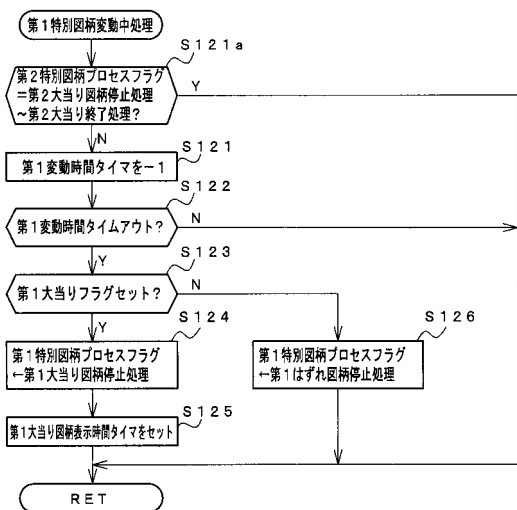 第1特別図柄変動中処理
S121a
第2特別図柄プロセスフラグ
=第2大当り図柄停止処理
~第2大当り終了処理?
Y
N
S121
第1変動時間タイマを-1
S122
第1変動時間タイムアウト?
N
Y
S123
第1大当りフラグセット?
N
Y
S124
第1特別図柄プロセスフラグ
←第1大当り図柄停止処理
S126
第1特別図柄プロセスフラグ
←第1はずれ図柄停止処理
S125
第1大当り図柄表示時間タイマをセット
RET